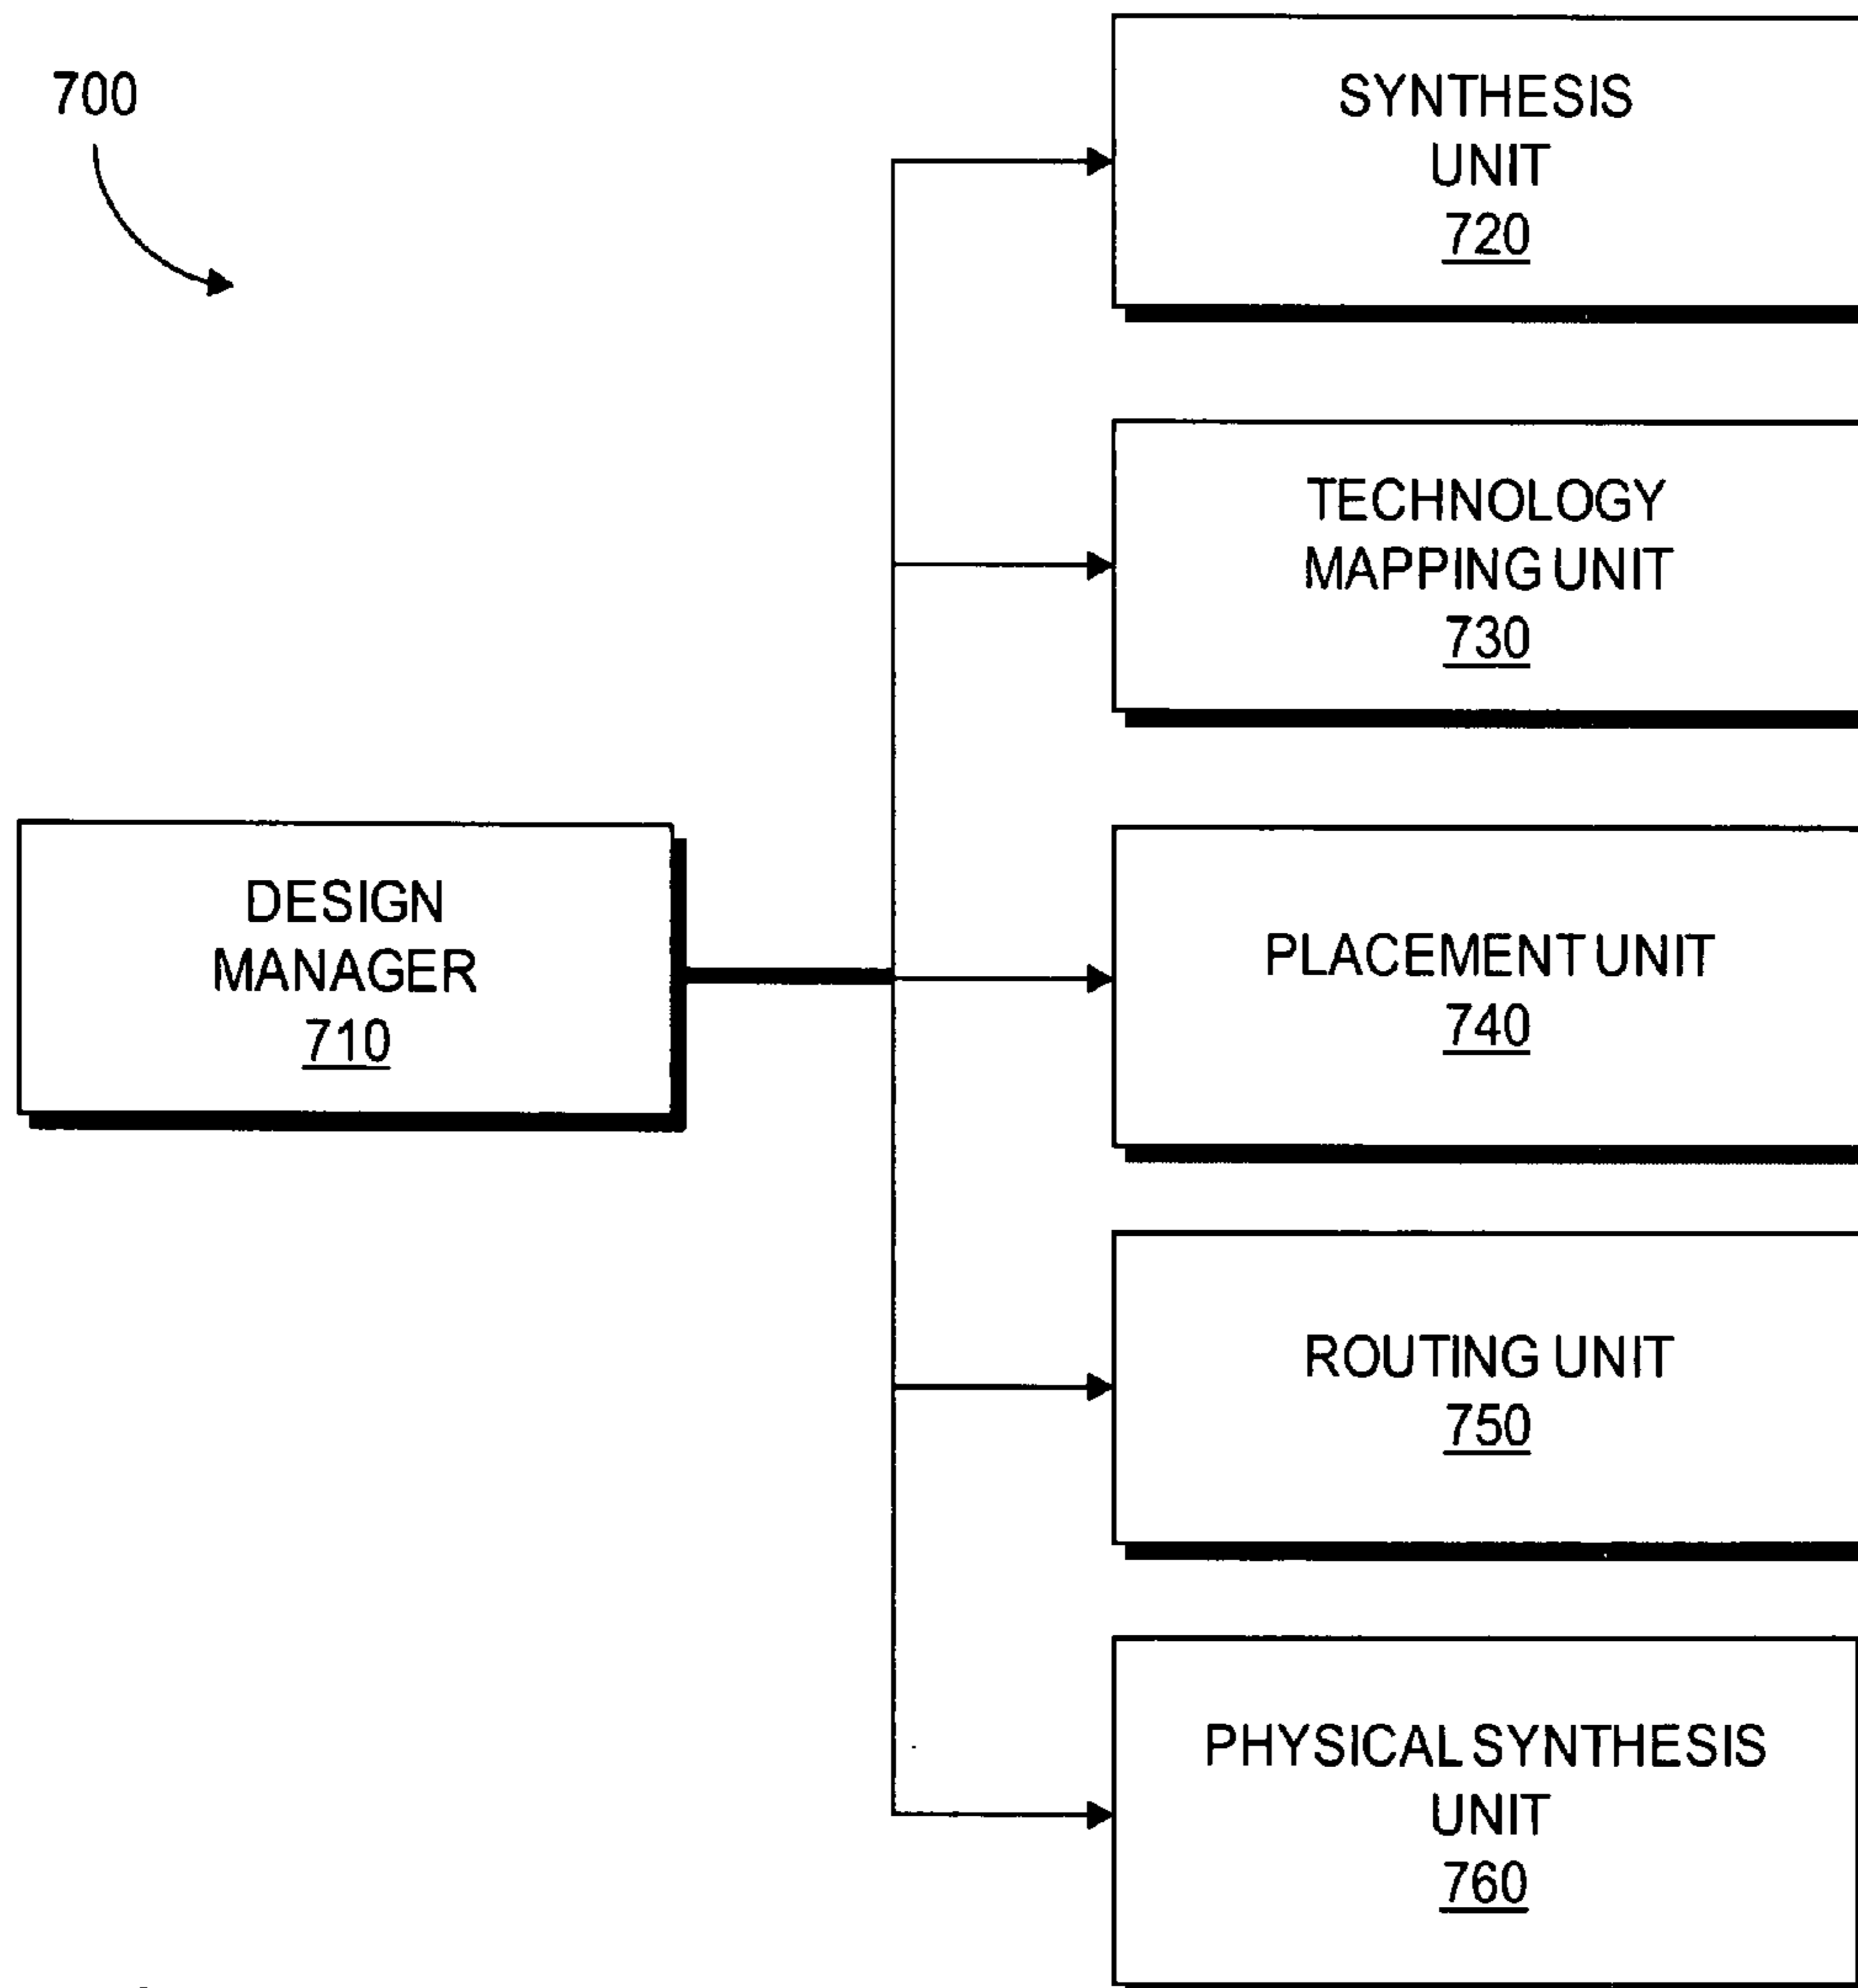 700
SYNTHESIS
UNIT
720
TECHNOLOGY
MAPPING UNIT
730
DESIGN
MANAGER
710
PLACEMENT UNIT
740
ROUTING UNIT
750
PHYSICAL SYNTHESIS
UNIT
760